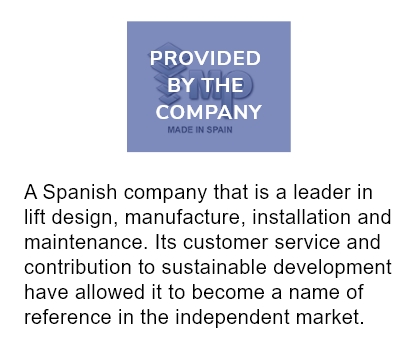 PROVIDED
BY THE
COMPANY
mp
MADE IN SPAIN
A Spanish company that is a leader in
lift design, manufacture, installation and
maintenance. Its customer service and
contribution to sustainable development
have allowed it to become a name of
reference in the independent market.